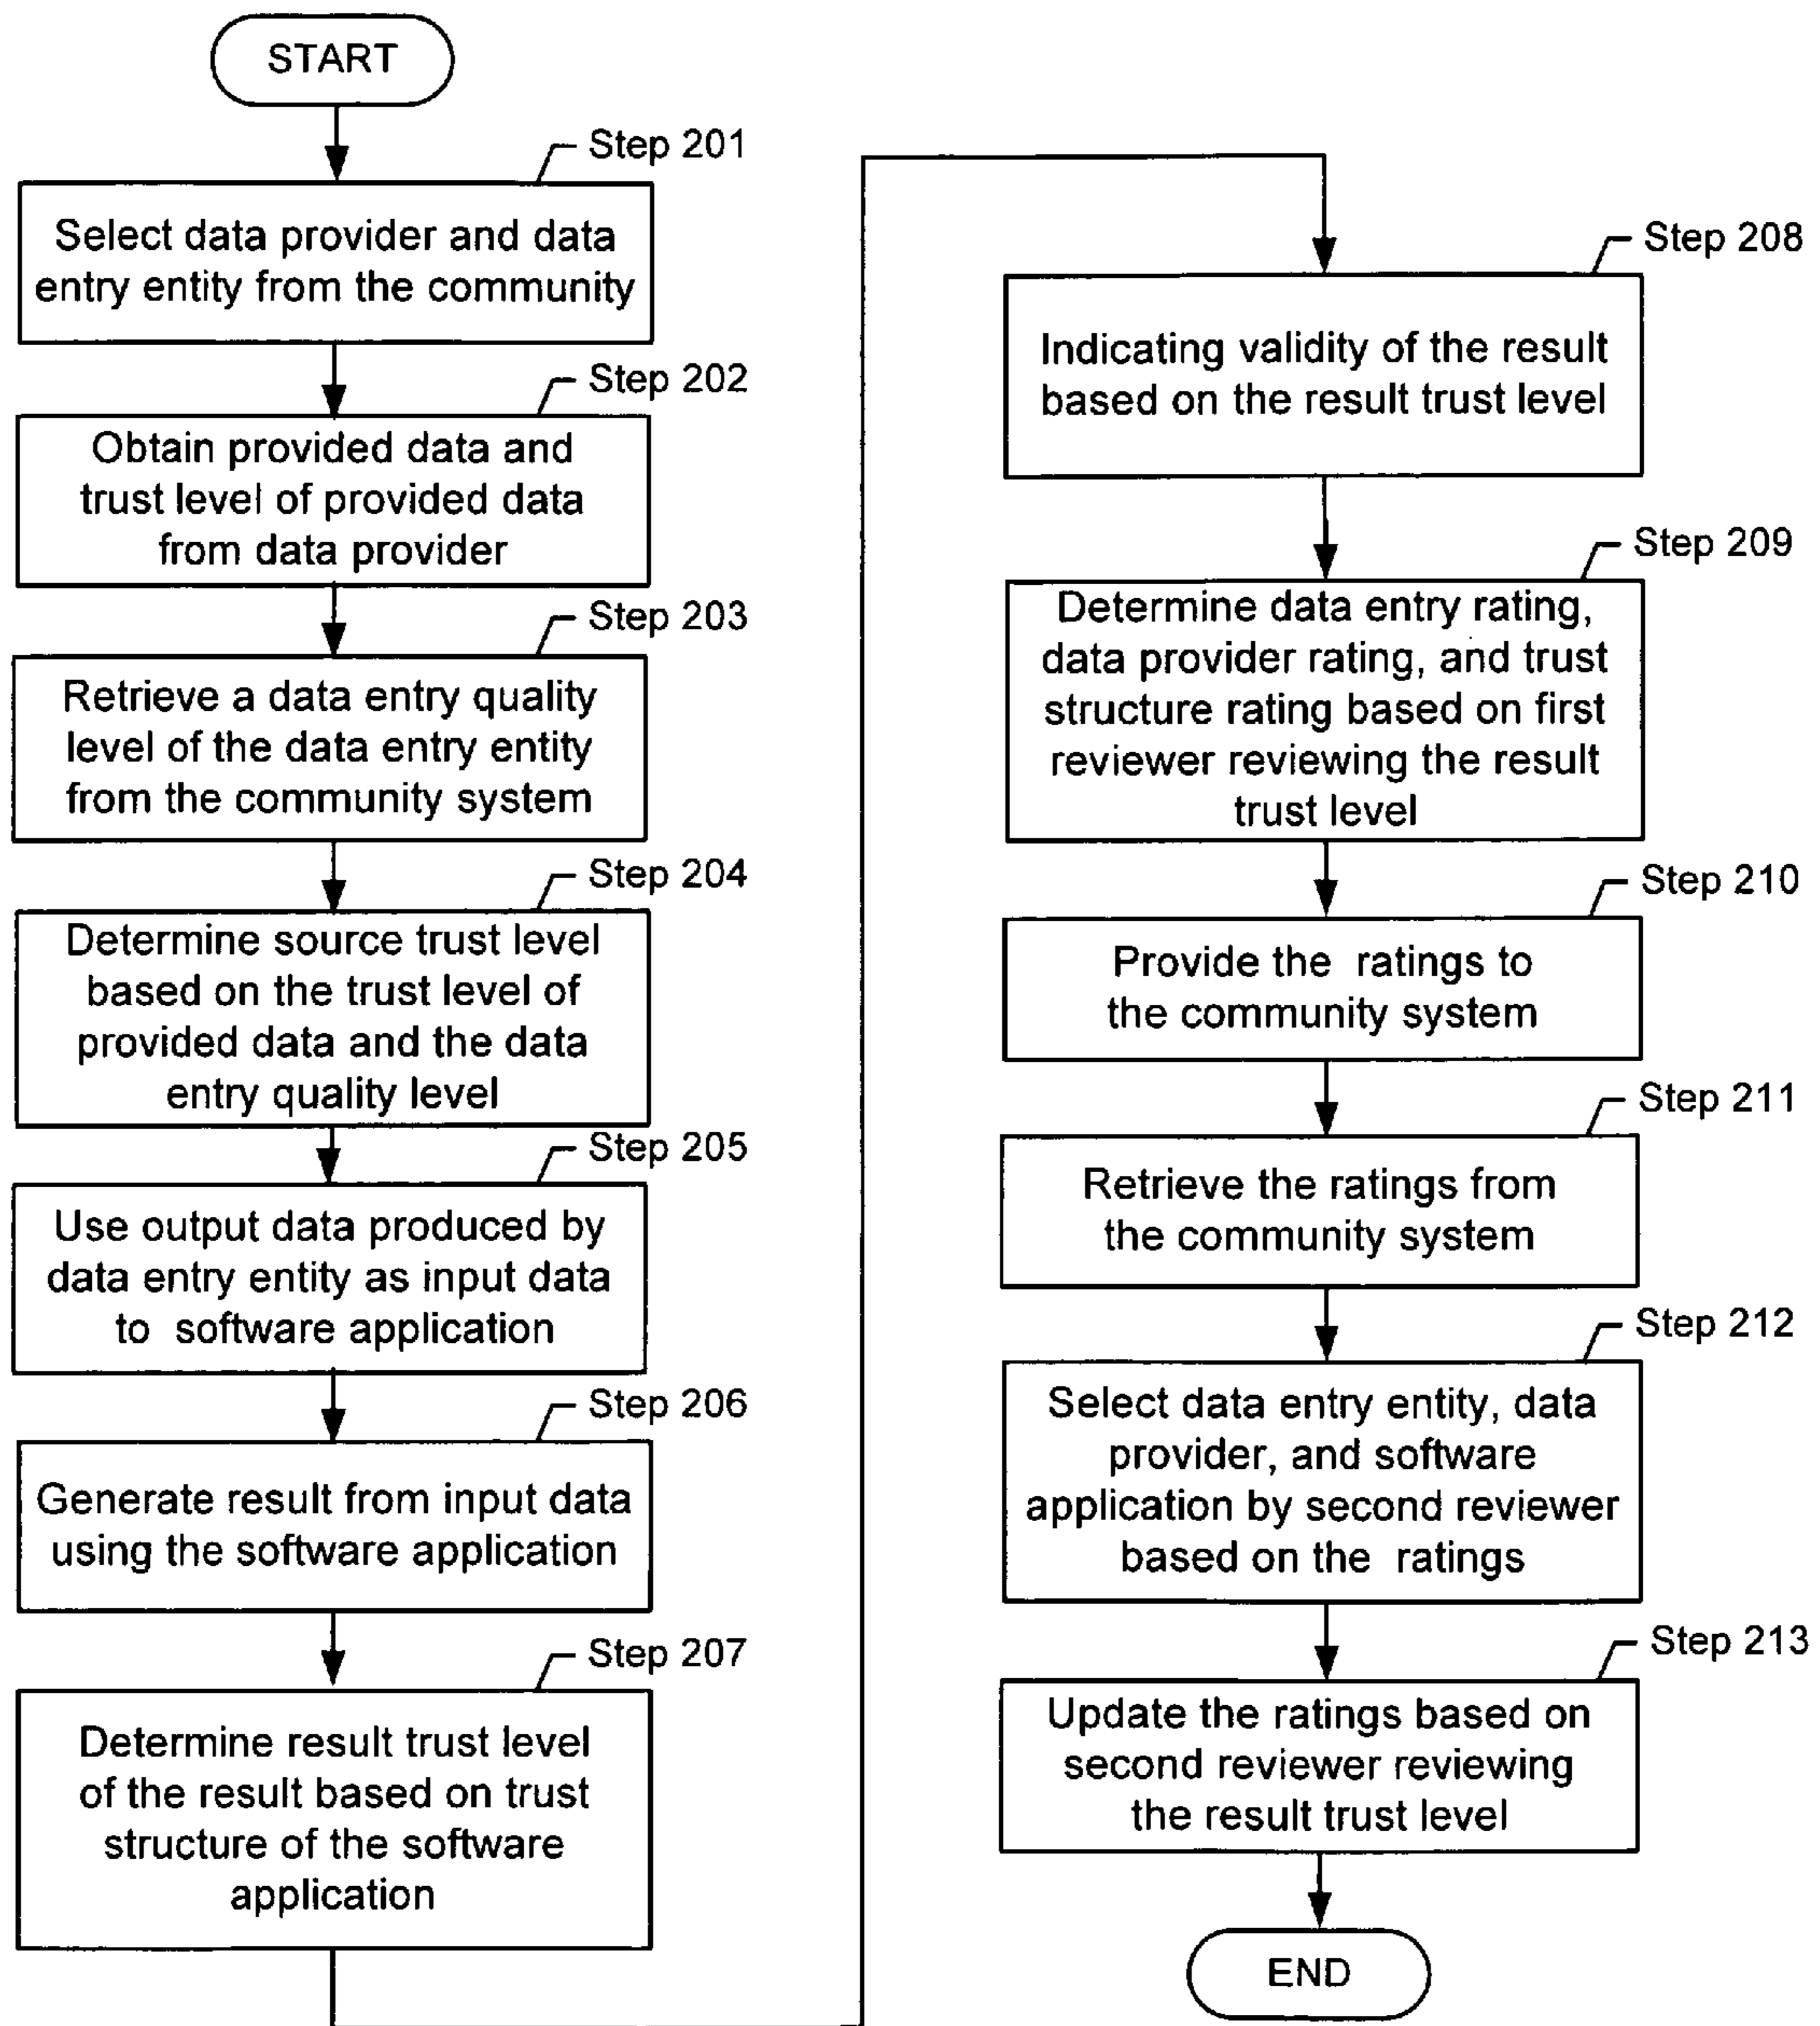 START
Step 201
Select data provider and data
entry entity from the community
Step 202
Obtain provided data and
trust level of provided data
from data provider
Step 203
Retrieve a data entry quality
level of the data entry entity
from the community system
Step 204
Determine source trust level
based on the trust level of
provided data and the data
entry quality level
Step 205
Use output data produced by
data entry entity as input data
to software application
Step 206
Generate result from input data
using the software application
Step 207
Determine result trust level
of the result based on trust
structure of the software
application
Step 208
Indicating validity of the result
based on the result trust level
Step 209
Determine data entry rating,
data provider rating, and trust
structure rating based on first
reviewer reviewing the result
trust level
Step 210
Provide the ratings to
the community system
Step 211
Retrieve the ratings from
the community system
Step 212
Select data entry entity, data
provider, and software
application by second reviewer
based on the ratings
Step 213
Update the ratings based on
second reviewer reviewing
the result trust level
END